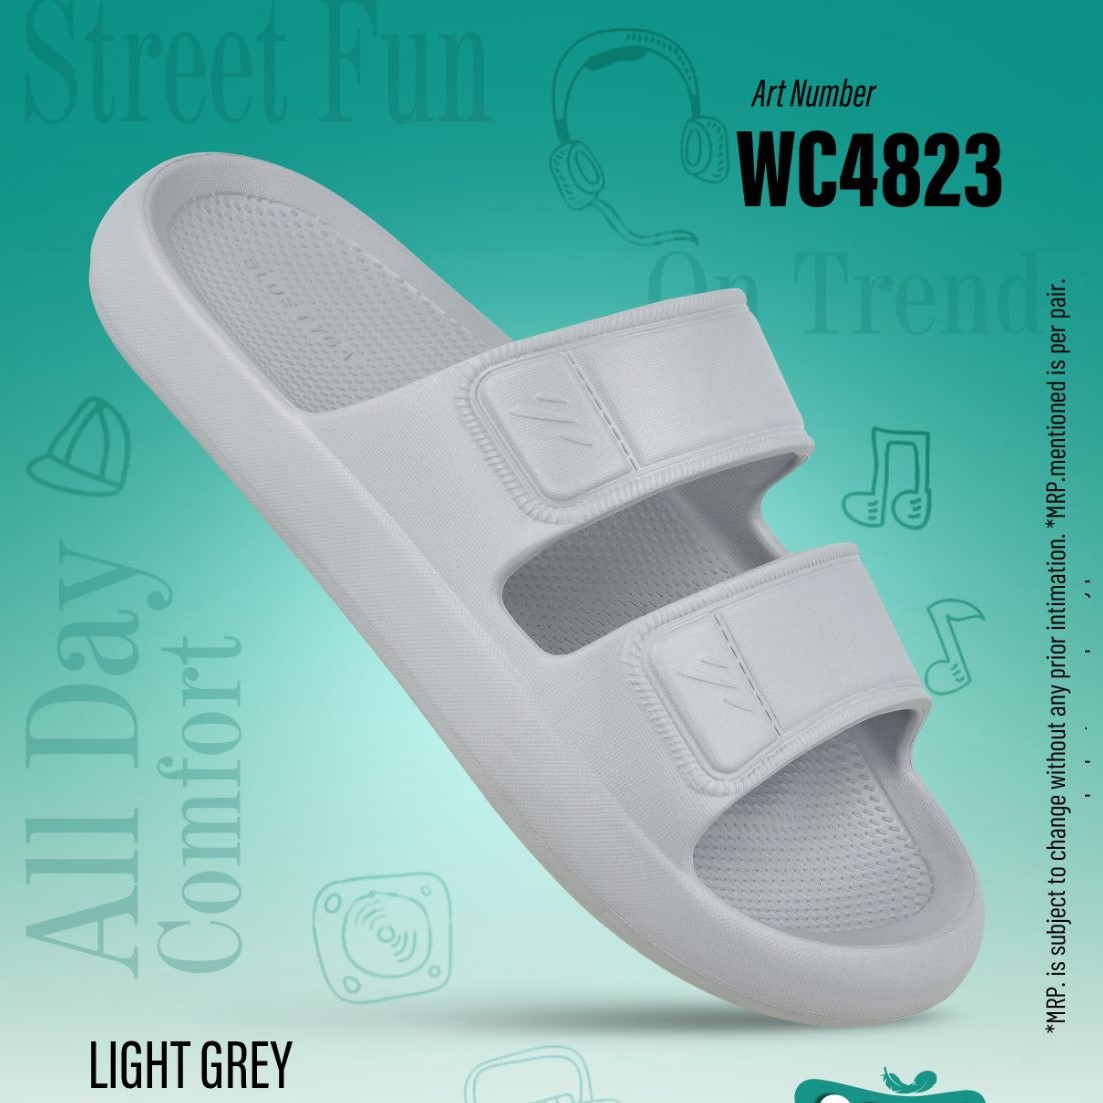 Street Fun
Art Number
WC4823
On Trend
All Day
Comfort
*MRP. is subject to change without any prior intimation. *MRP.mentioned is per pair.
LIGHT GREY